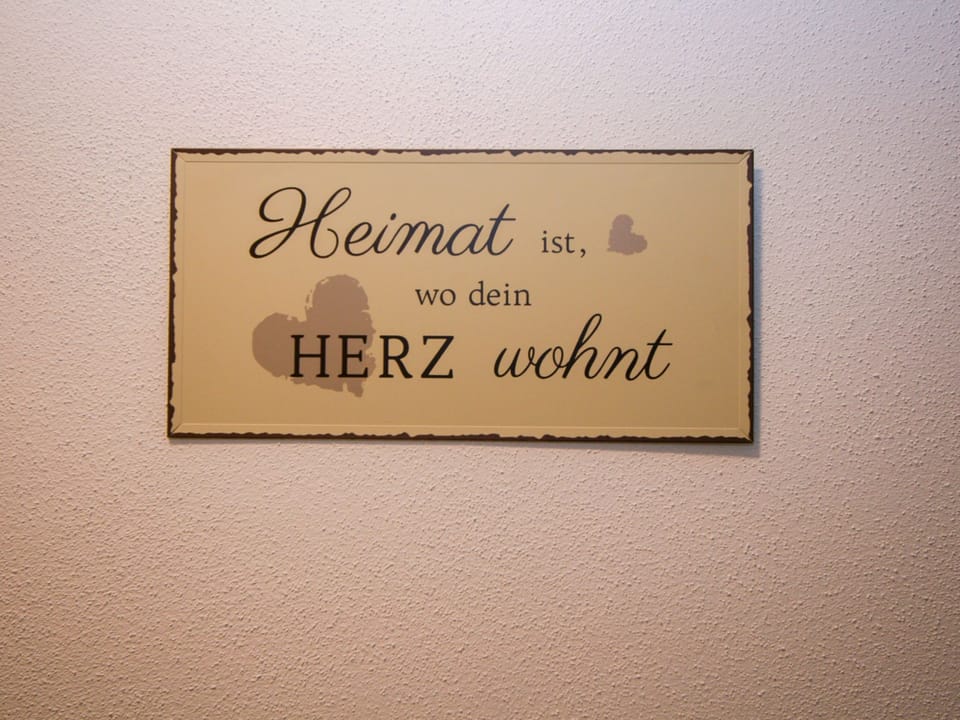 Heimat ist,
wo dein
HERZ wohnt